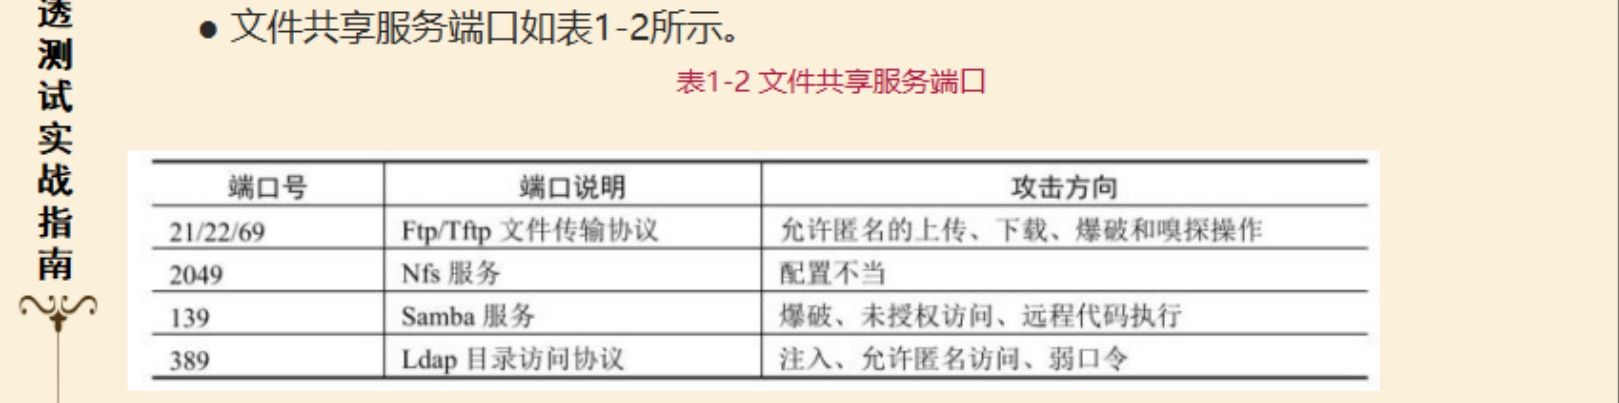 透测试实战指南
● 文件共享服务端口如表1-2所示。
表1-2 文件共享服务端口
端口号 端口说明 攻击方向
21/22/69 Ftp/Tftp 文件传输协议 允许匿名的上传、下载、爆破和嗅探操作
2049 Nfs 服务 配置不当
139 Samba 服务 爆破、未授权访问、远程代码执行
389 Ldap 目录访问协议 注入、允许匿名访问、弱口令